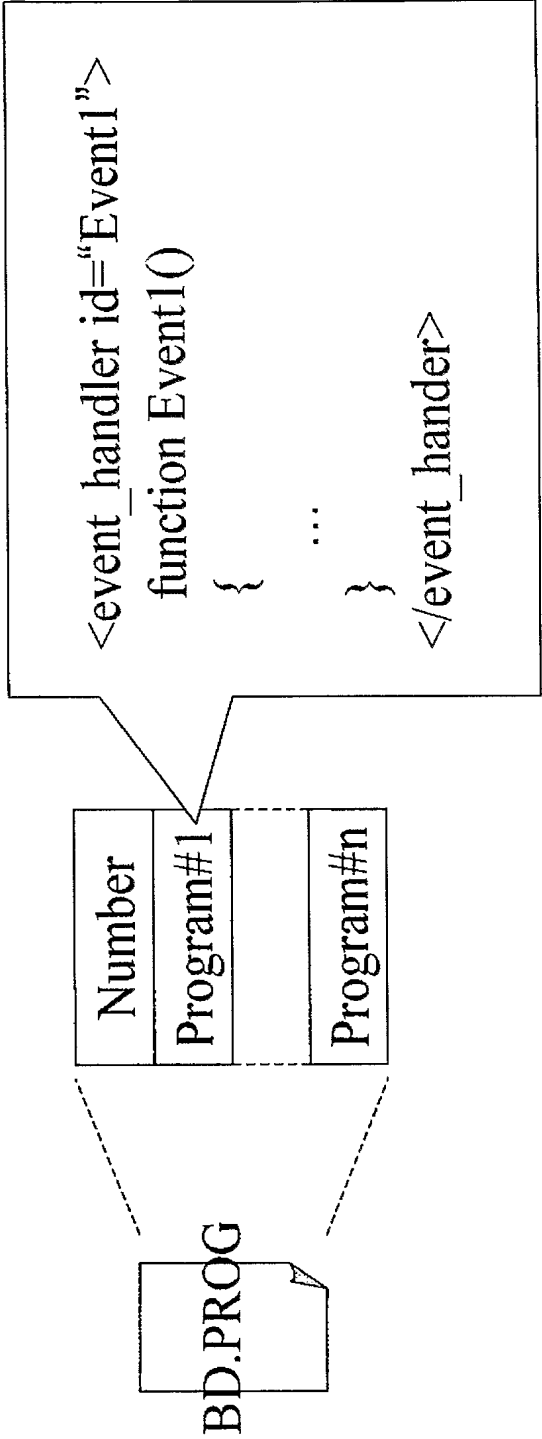 BD.PROG
Number
Program#1
Program#n
<event_handler id=“Event1”>
function Event1()
{
...
}
</event_hander>